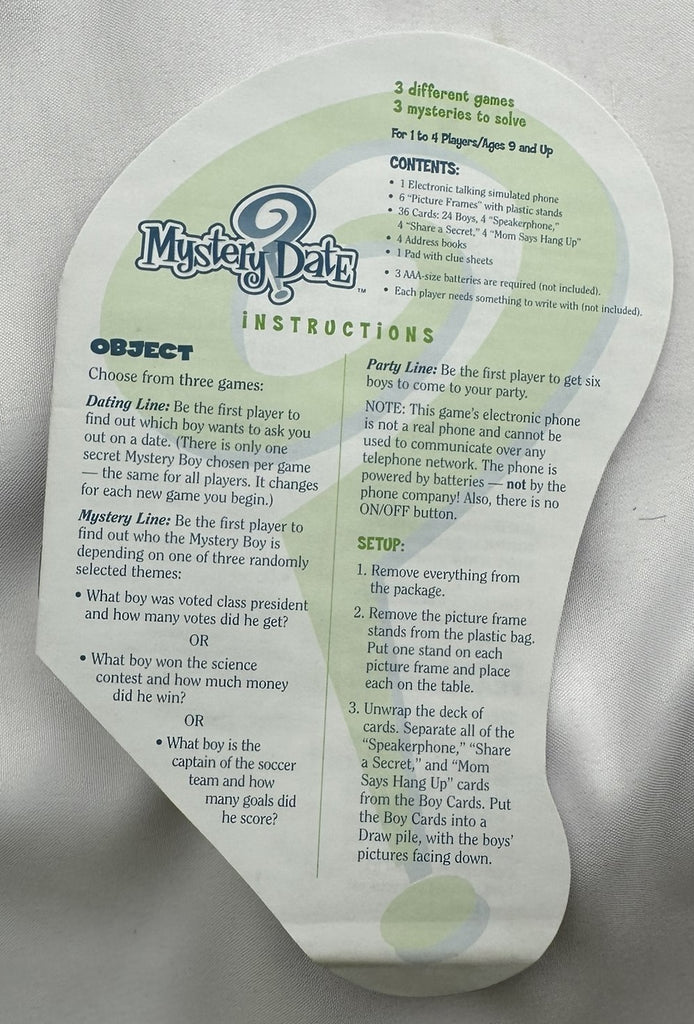 3 different games
3 mysteries to solve
For 1 to 4 Players/Ages 9 and Up
CONTENTS:
• 1 Electronic talking simulated phone
• 6 "Picture Frames" with plastic stands
• 36 Cards: 24 Boys, 4 "Speakerphone,"
4 "Share a Secret," 4 "Mom Says Hang Up"
• 4 Address books
• 1 Pad with clue sheets
• 3 AAA-size batteries are required (not included).
• Each player needs something to write with (not included).
Mystery Date™
INSTRUCTIONS
OBJECT
Choose from three games:
Dating Line: Be the first player to
find out which boy wants to ask you
out on a date. (There is only one
secret Mystery Boy chosen per game
— the same for all players. It changes
for each new game you begin.)
Mystery Line: Be the first player to
find out who the Mystery Boy is
depending on one of three randomly
selected themes:
• What boy was voted class president
and how many votes did he get?
OR
• What boy won the science
contest and how much money
did he win?
OR
• What boy is the
captain of the soccer
team and how
many goals did
he score?
Party Line: Be the first player to get six
boys to come to your party.
NOTE: This game's electronic phone
is not a real phone and cannot be
used to communicate over any
telephone network. The phone is
powered by batteries — not by the
phone company! Also, there is no
ON/OFF button.
SETUP:
1. Remove everything from
the package.
2. Remove the picture frame
stands from the plastic bag.
Put one stand on each
picture frame and place
each on the table.
3. Unwrap the deck of
cards. Separate all of the
"Speakerphone," "Share
a Secret," and "Mom
Says Hang Up" cards
from the Boy Cards. Put
the Boy Cards into a
Draw pile, with the boys'
pictures facing down.